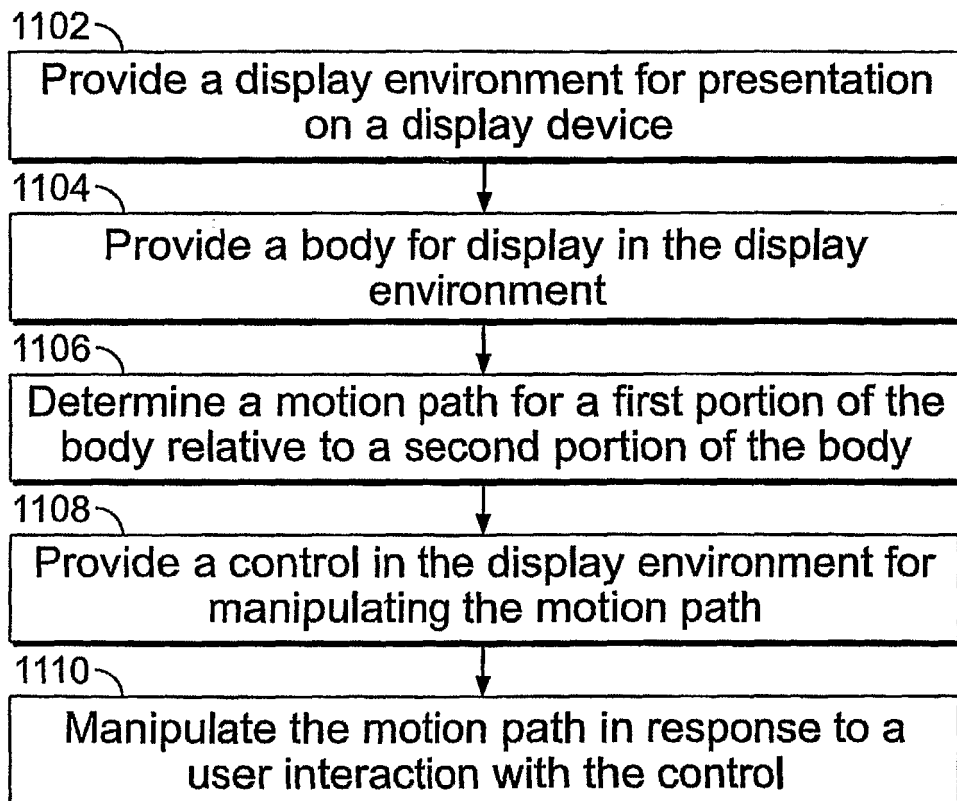 1102
Provide a display environment for presentation
on a display device
1104
Provide a body for display in the display
environment
1106
Determine a motion path for a first portion of the
body relative to a second portion of the body
1108
Provide a control in the display environment for
manipulating the motion path
1110
Manipulate the motion path in response to a
user interaction with the control